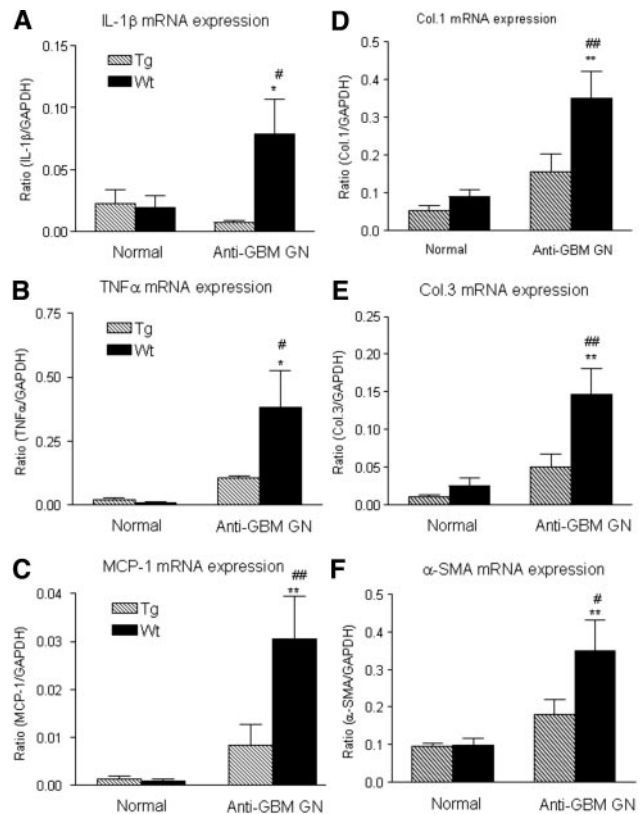 A
IL-1β mRNA expression
Tg
Wt
Ratio (IL-1β/GAPDH)
0.15
0.10
0.05
0.00
#
*
Normal
Anti-GBM GN
B
TNFα mRNA expression
Tg
Wt
Ratio (TNFα/GAPDH)
0.75
0.50
0.25
0.00
#
*
Normal
Anti-GBM GN
C
MCP-1 mRNA expression
Tg
Wt
Ratio (MCP-1/GAPDH)
0.04
0.03
0.02
0.01
0.00
##
**
Normal
Anti-GBM GN
D
Col.1 mRNA expression
Ratio (Col.1/GAPDH)
0.5
0.4
0.3
0.2
0.1
0.0
##
**
Normal
Anti-GBM GN
E
Col.3 mRNA expression
Ratio (Col.3/GAPDH)
0.25
0.20
0.15
0.10
0.05
0.00
##
**
Normal
Anti-GBM GN
F
α-SMA mRNA expression
Ratio (α-SMA/GAPDH)
0.5
0.4
0.3
0.2
0.1
0.0
#
**
Normal
Anti-GBM GN